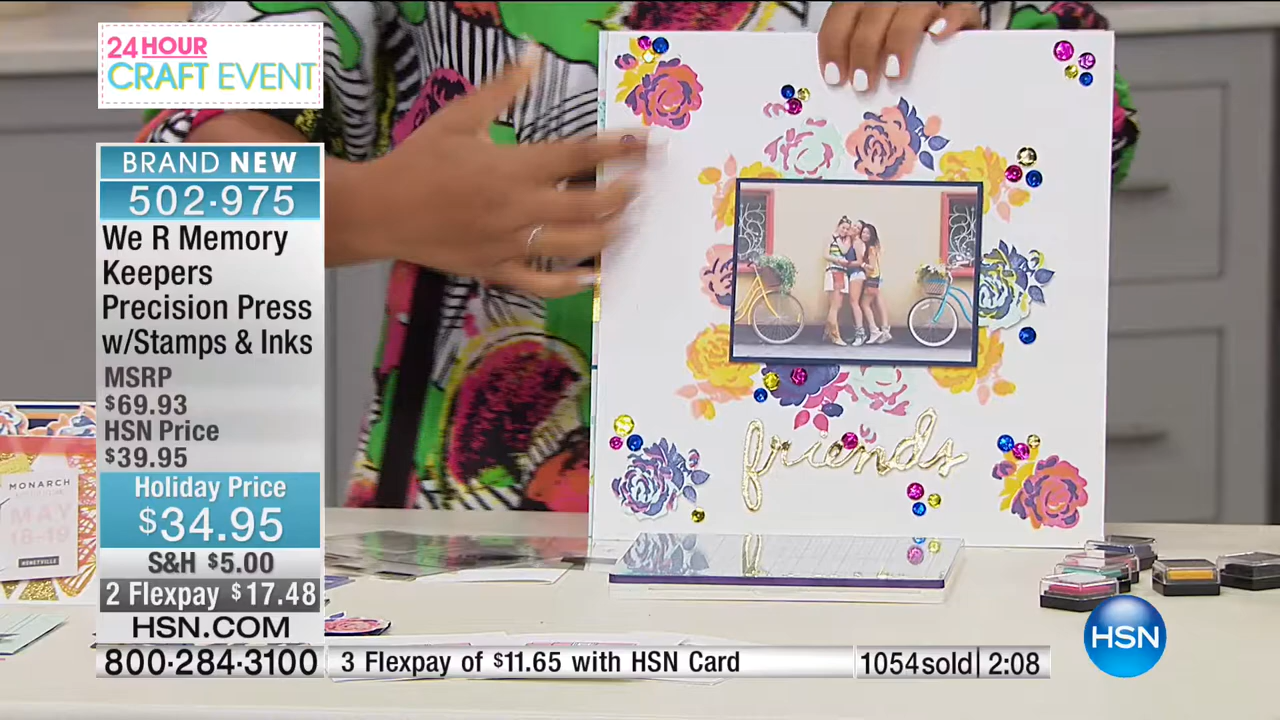 24 HOUR
CRAFT EVENT
BRAND NEW
502-975
We R Memory
Keepers
Precision Press
w/Stamps & Inks
MSRP
$69.93
HSN Price
$39.95
Holiday Price
$34.95
S&H $5.00
2 Flexpay $17.48
HSN.COM
800-284-3100
3 Flexpay of $11.65 with HSN Card
1054sold
2:08
HSN
friends
MONARCH
MAY
18-19